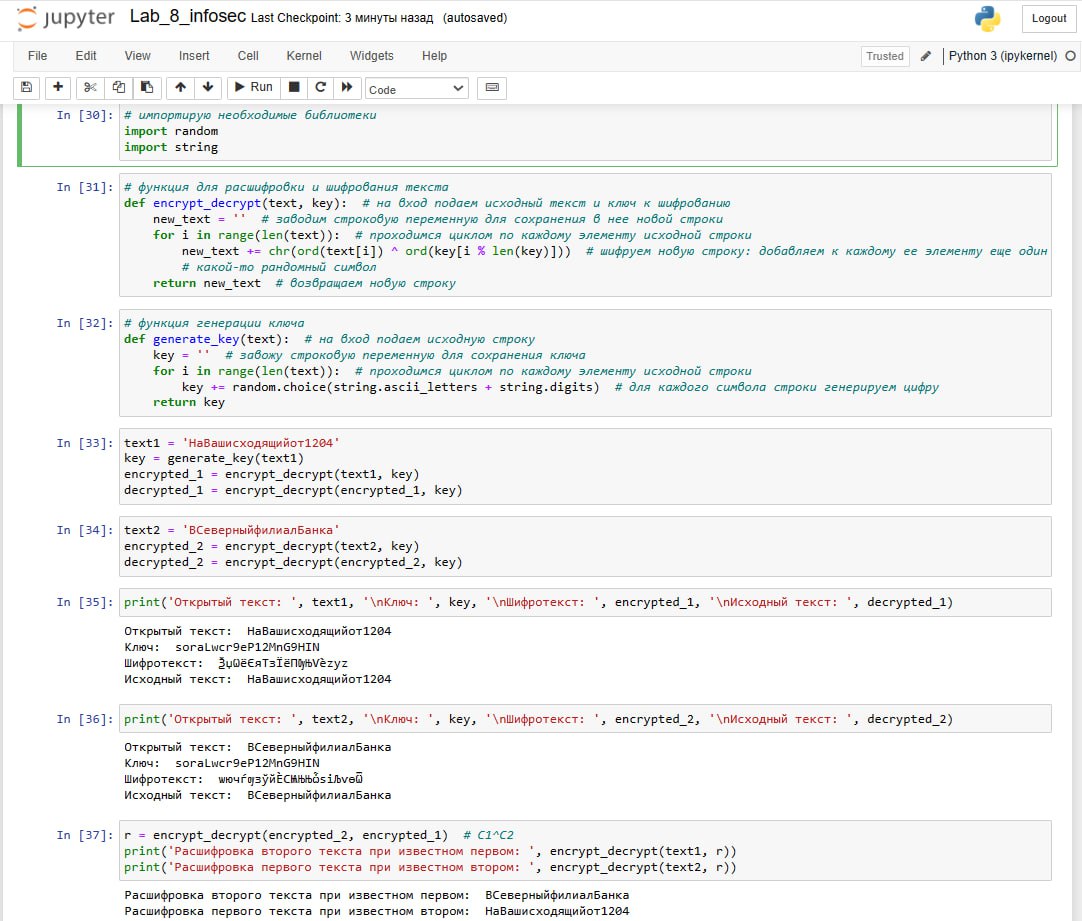 jupyter Lab_8_infosec Last Checkpoint: 3 минуты назад (autosaved)
Logout
File Edit View Insert Cell Kernel Widgets Help
Trusted Python 3 (ipykernel)
Run Code
In [30]: # импортирую необходимые библиотеки
import random
import string
In [31]: # функция для расшифровки и шифрования текста
def encrypt_decrypt(text, key):  # на вход подаем исходный текст и ключ к шифрованию
    new_text = ''  # заводим строковую переменную для сохранения в нее новой строки
    for i in range(len(text)):  # проходимся циклом по каждому элементу исходной строки
        new_text += chr(ord(text[i]) ^ ord(key[i % len(key)]))  # шифруем новую строку: добавляем к каждому ее элементу еще один
        # какой-то рандомный символ
    return new_text  # возвращаем новую строку
In [32]: # функция генерации ключа
def generate_key(text):  # на вход подаем исходную строку
    key = ''  # завожу строковую переменную для сохранения ключа
    for i in range(len(text)):  # проходимся циклом по каждому элементу исходной строки
        key += random.choice(string.ascii_letters + string.digits)  # для каждого символа строки генерируем цифру
    return key
In [33]: text1 = 'НаВашисходящийот1204'
key = generate_key(text1)
encrypted_1 = encrypt_decrypt(text1, key)
decrypted_1 = encrypt_decrypt(encrypted_1, key)
In [34]: text2 = 'ВСеверныйфилиалБанка'
encrypted_2 = encrypt_decrypt(text2, key)
decrypted_2 = encrypt_decrypt(encrypted_2, key)
In [35]: print('Открытый текст: ', text1, '\nКлюч: ', key, '\nШифротекст: ', encrypted_1, '\nИсходный текст: ', decrypted_1)
Открытый текст:  НаВашисходящийот1204
Ключ:  soraLwcr9eP12MnG9HIN
Шифротекст:
Исходный текст:  НаВашисходящийот1204
In [36]: print('Открытый текст: ', text2, '\nКлюч: ', key, '\nШифротекст: ', encrypted_2, '\nИсходный текст: ', decrypted_2)
Открытый текст:  ВСеверныйфилиалБанка
Ключ:  soraLwcr9eP12MnG9HIN
Шифротекст:
Исходный текст:  ВСеверныйфилиалБанка
In [37]: r = encrypt_decrypt(encrypted_2, encrypted_1)  # C1^C2
print('Расшифровка второго текста при известном первом: ', encrypt_decrypt(text1, r))
print('Расшифровка первого текста при известном втором: ', encrypt_decrypt(text2, r))
Расшифровка второго текста при известном первом:  ВСеверныйфилиалБанка
Расшифровка первого текста при известном втором:  НаВашисходящийот1204